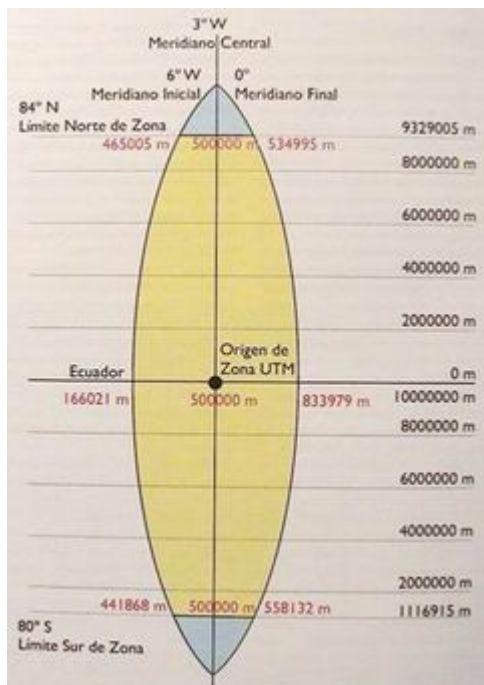 3° W
Meridiano Central
6° W 0°
Meridiano Inicial Meridiano Final
84° N
Límite Norte de Zona
9329005 m
465005 m 500000 m 534995 m
8000000 m
6000000 m
4000000 m
2000000 m
Origen de
Zona UTM
Ecuador
0 m
166021 m 500000 m 833979 m 10000000 m
8000000 m
6000000 m
4000000 m
2000000 m
441868 m 500000 m 558132 m 1116915 m
80° S
Límite Sur de Zona